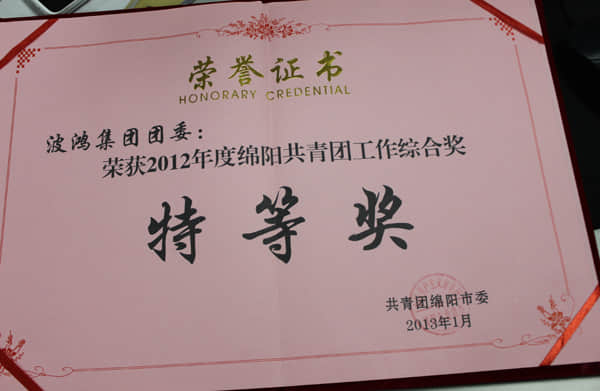 荣誉证书
HONORARY CREDENTIAL
波鸿集团团委：
荣获2012年度绵阳共青团工作综合奖
特等奖
共青团绵阳市委
2013年1月